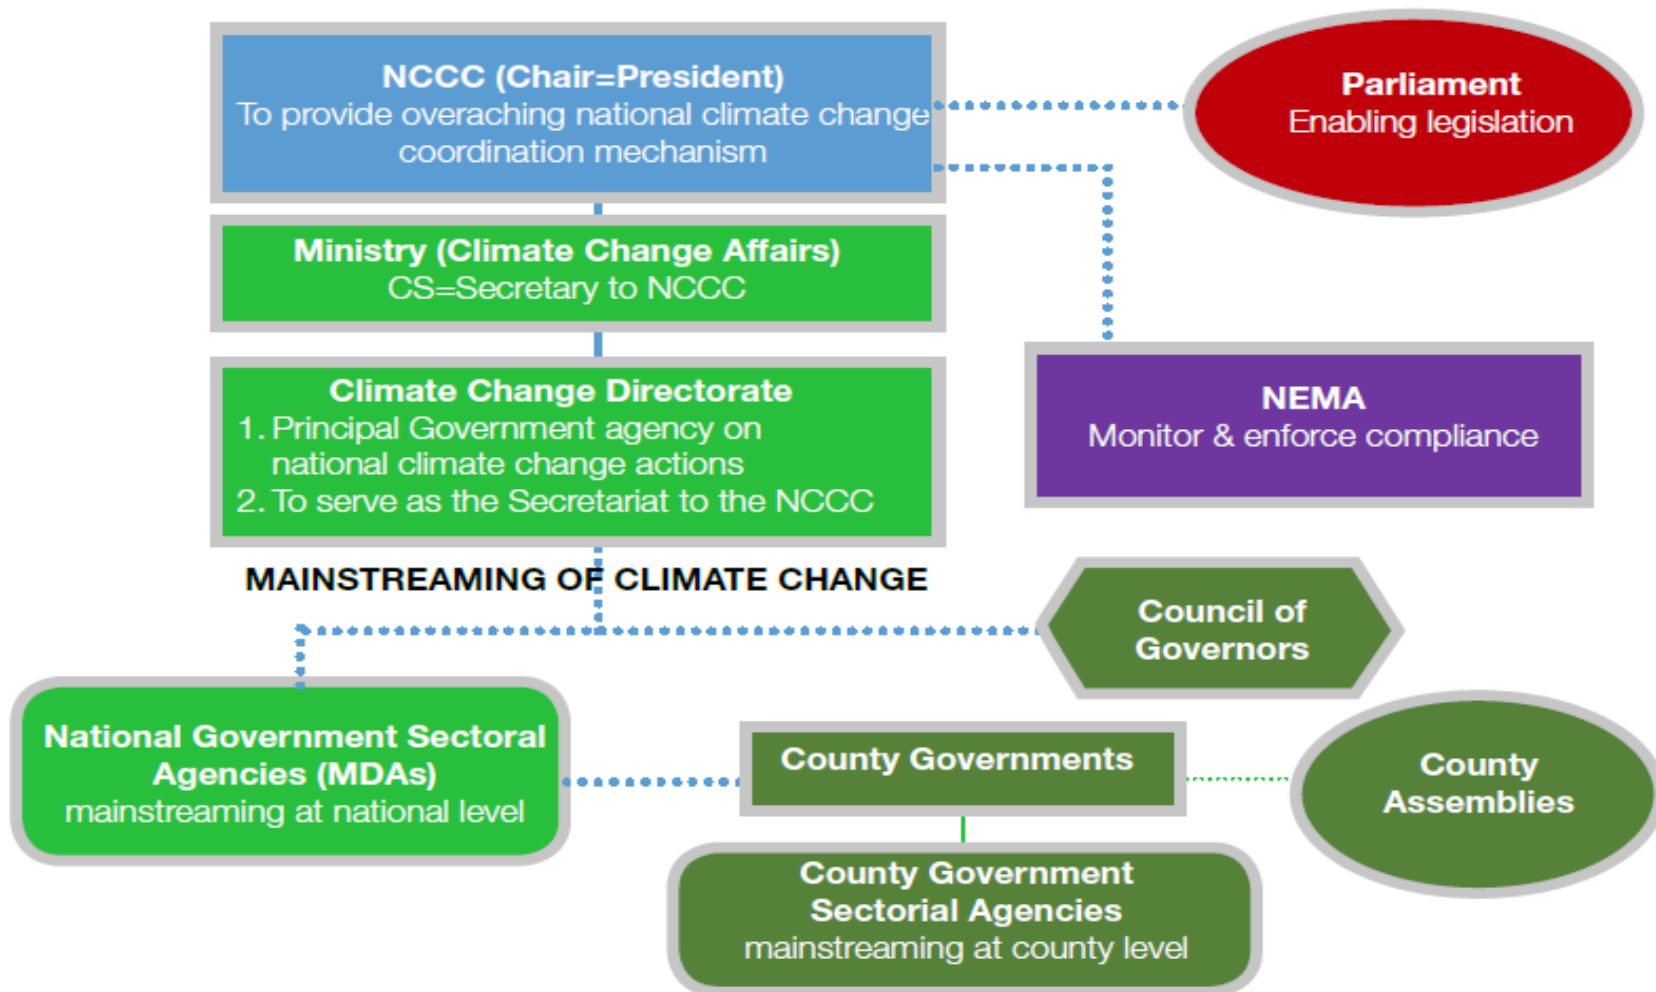 NCCC (Chair=President)
To provide overaching national climate change
coordination mechanism
Parliament
Enabling legislation
Ministry (Climate Change Affairs)
CS=Secretary to NCCC
Climate Change Directorate
1. Principal Government agency on
national climate change actions
2. To serve as the Secretariat to the NCCC
NEMA
Monitor & enforce compliance
MAINSTREAMING OF CLIMATE CHANGE
Council of
Governors
National Government Sectoral
Agencies (MDAs)
mainstreaming at national level
County Governments
County
Assemblies
County Government
Sectorial Agencies
mainstreaming at county level